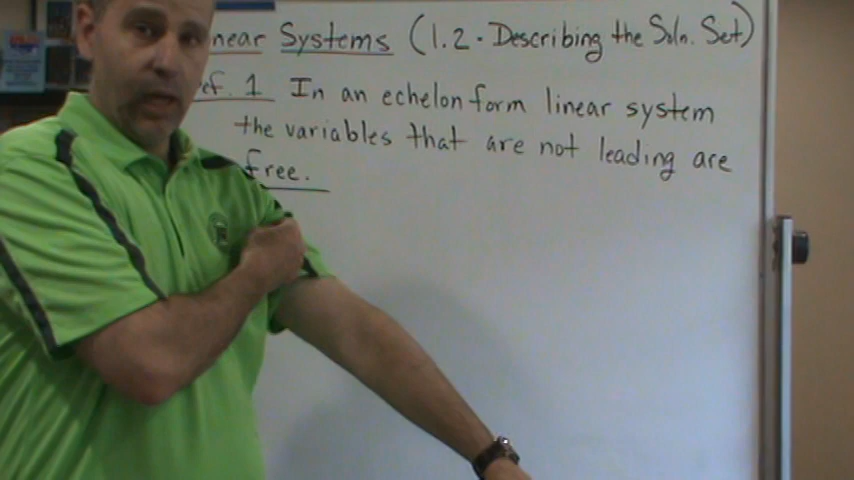 near Systems (1.2 - Describing the Soln. Set)
ef. 1 In an echelon form linear system
the variables that are not leading are
free.